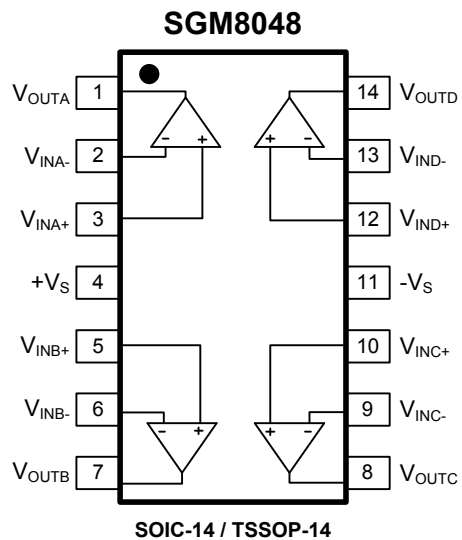 SGM8048
VOUTA 1 14 VOUTD
- + + -
VINA- 2 13 VIND-
VINA+ 3 12 VIND+
+VS 4 11 -VS
VINB+ 5 10 VINC+
VINB- 6 9 VINC-
- + + -
VOUTB 7 8 VOUTC
SOIC-14 / TSSOP-14